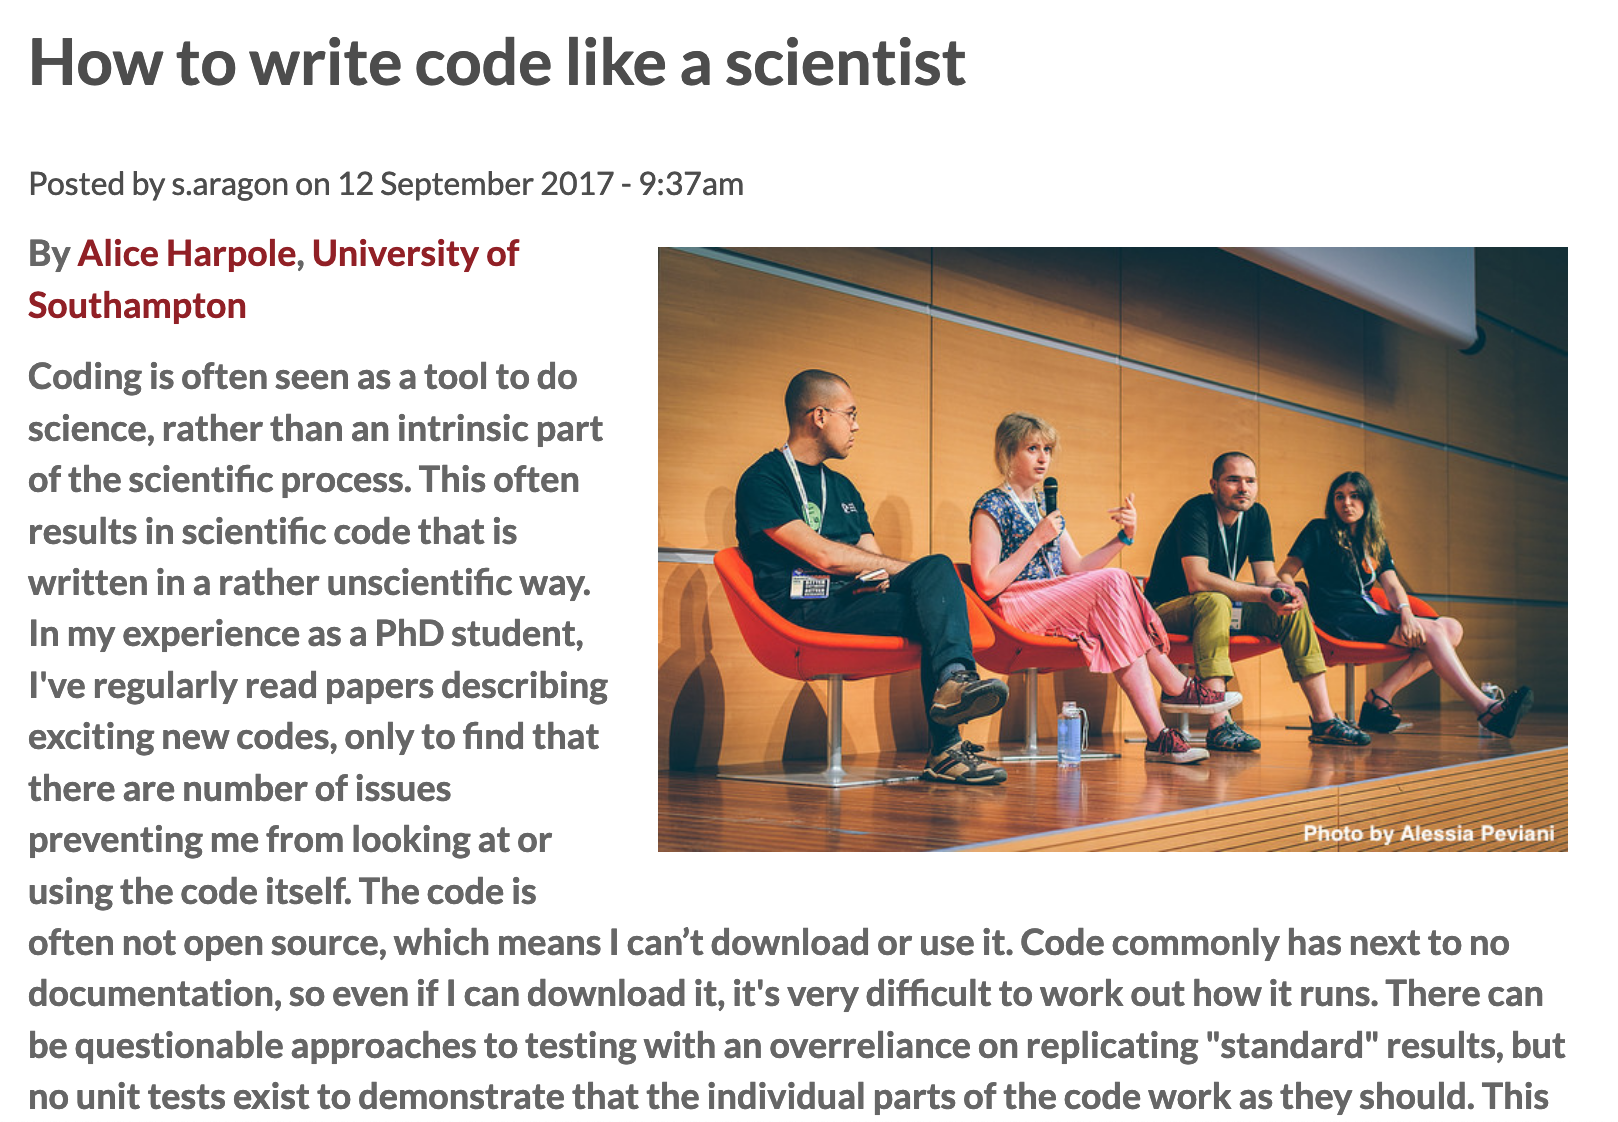 How to write code like a scientist
Posted by s.aragon on 12 September 2017 - 9:37am
By Alice Harpole, University of
Southampton
Coding is often seen as a tool to do
science, rather than an intrinsic part
of the scientific process. This often
results in scientific code that is
written in a rather unscientific way.
In my experience as a PhD student,
I've regularly read papers describing
exciting new codes, only to find that
there are number of issues
preventing me from looking at or
using the code itself. The code is
often not open source, which means I can’t download or use it. Code commonly has next to no
documentation, so even if I can download it, it's very difficult to work out how it runs. There can
be questionable approaches to testing with an overreliance on replicating "standard" results, but
no unit tests exist to demonstrate that the individual parts of the code work as they should. This
Photo by Alessia Peviani